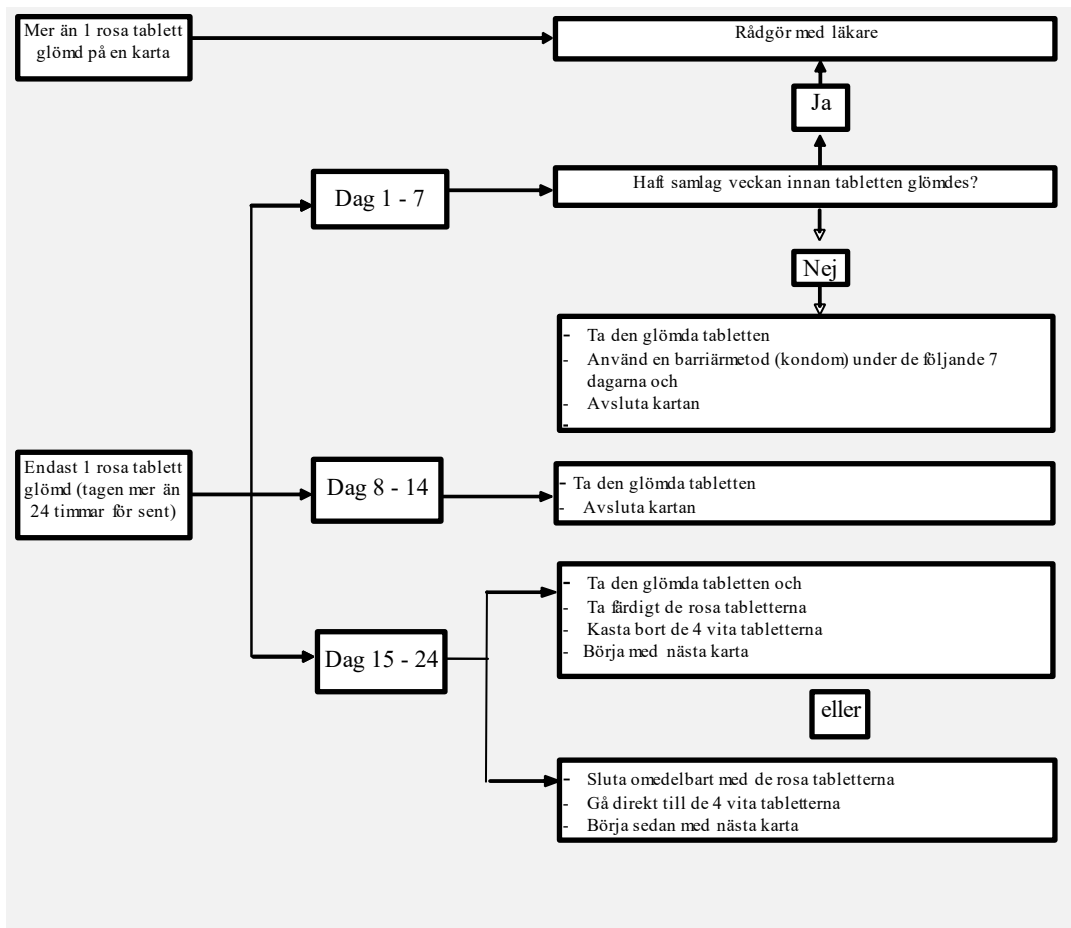 Mer än 1 rosa tablett
glömd på en karta
Rådgör med läkare
Ja
Haft samlag veckan innan tabletten glömdes?
Dag 1 - 7
Nej
- Ta den glömda tabletten
- Använd en barriärmetod (kondom) under de följande 7
dagarna och
- Avsluta kartan
-
Endast 1 rosa tablett
glömd (tagen mer än
24 timmar för sent)
Dag 8 - 14
- Ta den glömda tabletten
- Avsluta kartan
Dag 15 - 24
- Ta den glömda tabletten och
- Ta färdigt de rosa tabletterna
- Kasta bort de 4 vita tabletterna
- Börja med nästa karta
eller
- Sluta omedelbart med de rosa tabletterna
- Gå direkt till de 4 vita tabletterna
- Börja sedan med nästa karta